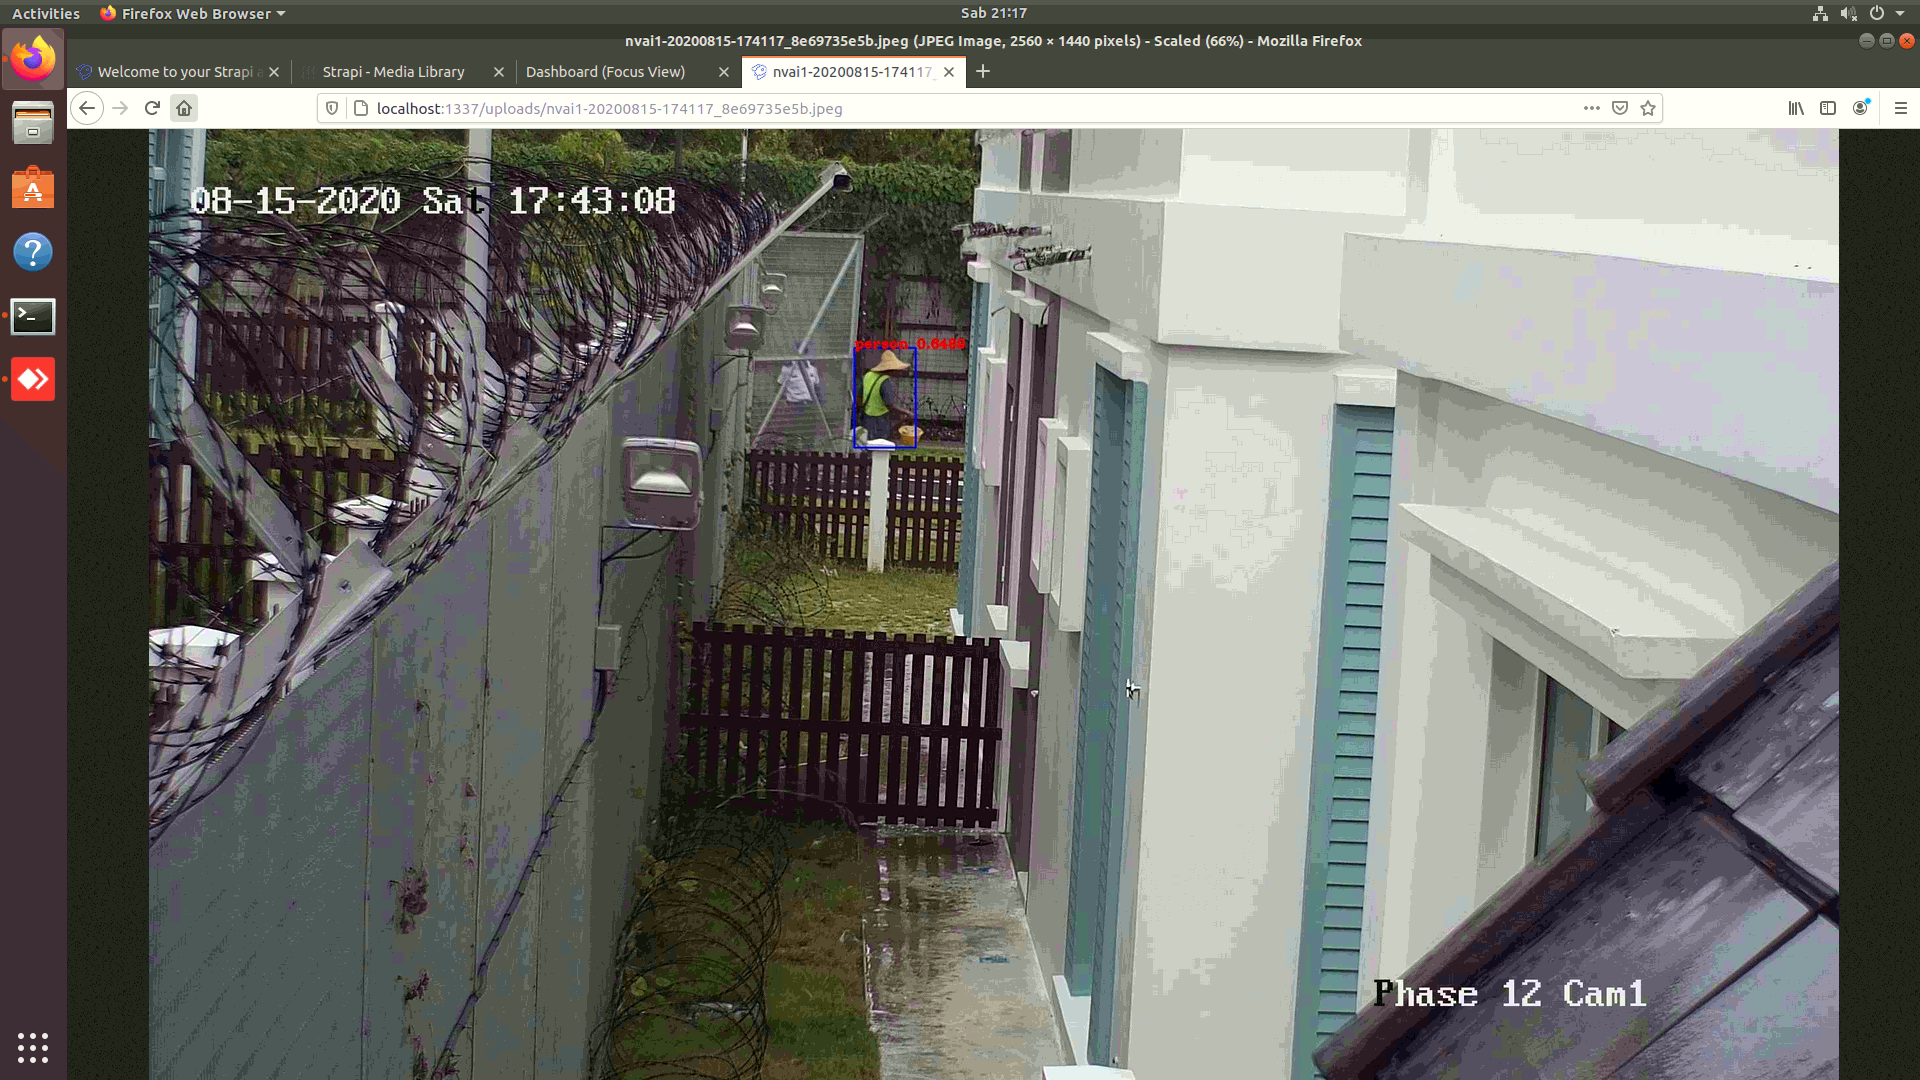 Activities Firefox Web Browser Sab 21:17
nvai1-20200815-174117_8e69735e5b.jpeg (JPEG Image, 2560 × 1440 pixels) - Scaled (66%) - Mozilla Firefox
Welcome to your Strapi a Strapi - Media Library Dashboard (Focus View) nvai1-20200815-174117_
localhost:1337/uploads/nvai1-20200815-174117_8e69735e5b.jpeg
08-15-2020 Sat 17:43:08
person
Phase 12 Cam1